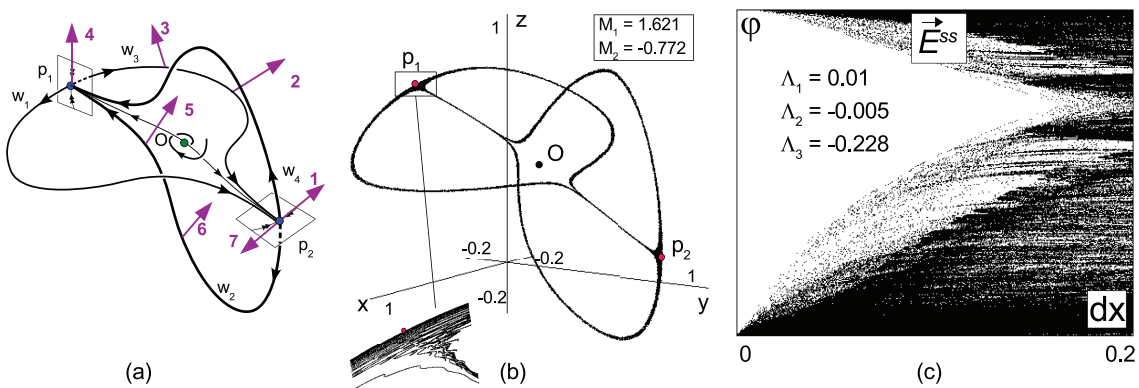 4
3
w₃
p₁
w₁
2
5
O
w₄
1
7
6
p₂
w₂
(a)
1
z
M₁ = 1.621
M₂ = -0.772
p₁
O
p₂
-0.2
-0.2
-0.2
x
1
1
y
(b)
φ
E^ss
Λ₁ = 0.01
Λ₂ = -0.005
Λ₃ = -0.228
dx
0
0.2
(c)